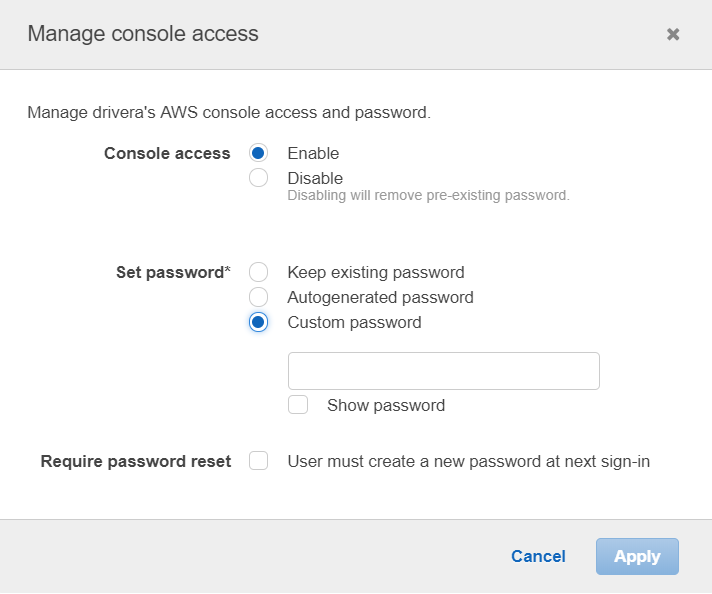 Manage console access
Manage drivera's AWS console access and password.
Console access
Enable
Disable
Disabling will remove pre-existing password.
Set password*
Keep existing password
Autogenerated password
Custom password
Show password
Require password reset
User must create a new password at next sign-in
Cancel
Apply